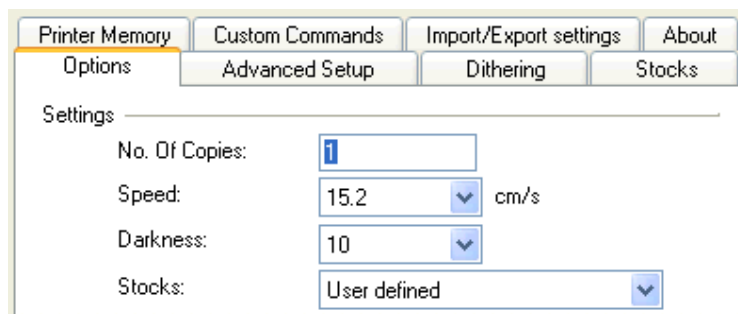 Printer Memory Custom Commands Import/Export settings About
Options Advanced Setup Dithering Stocks
Settings
No. Of Copies: 1
Speed: 15.2 cm/s
Darkness: 10
Stocks: User defined